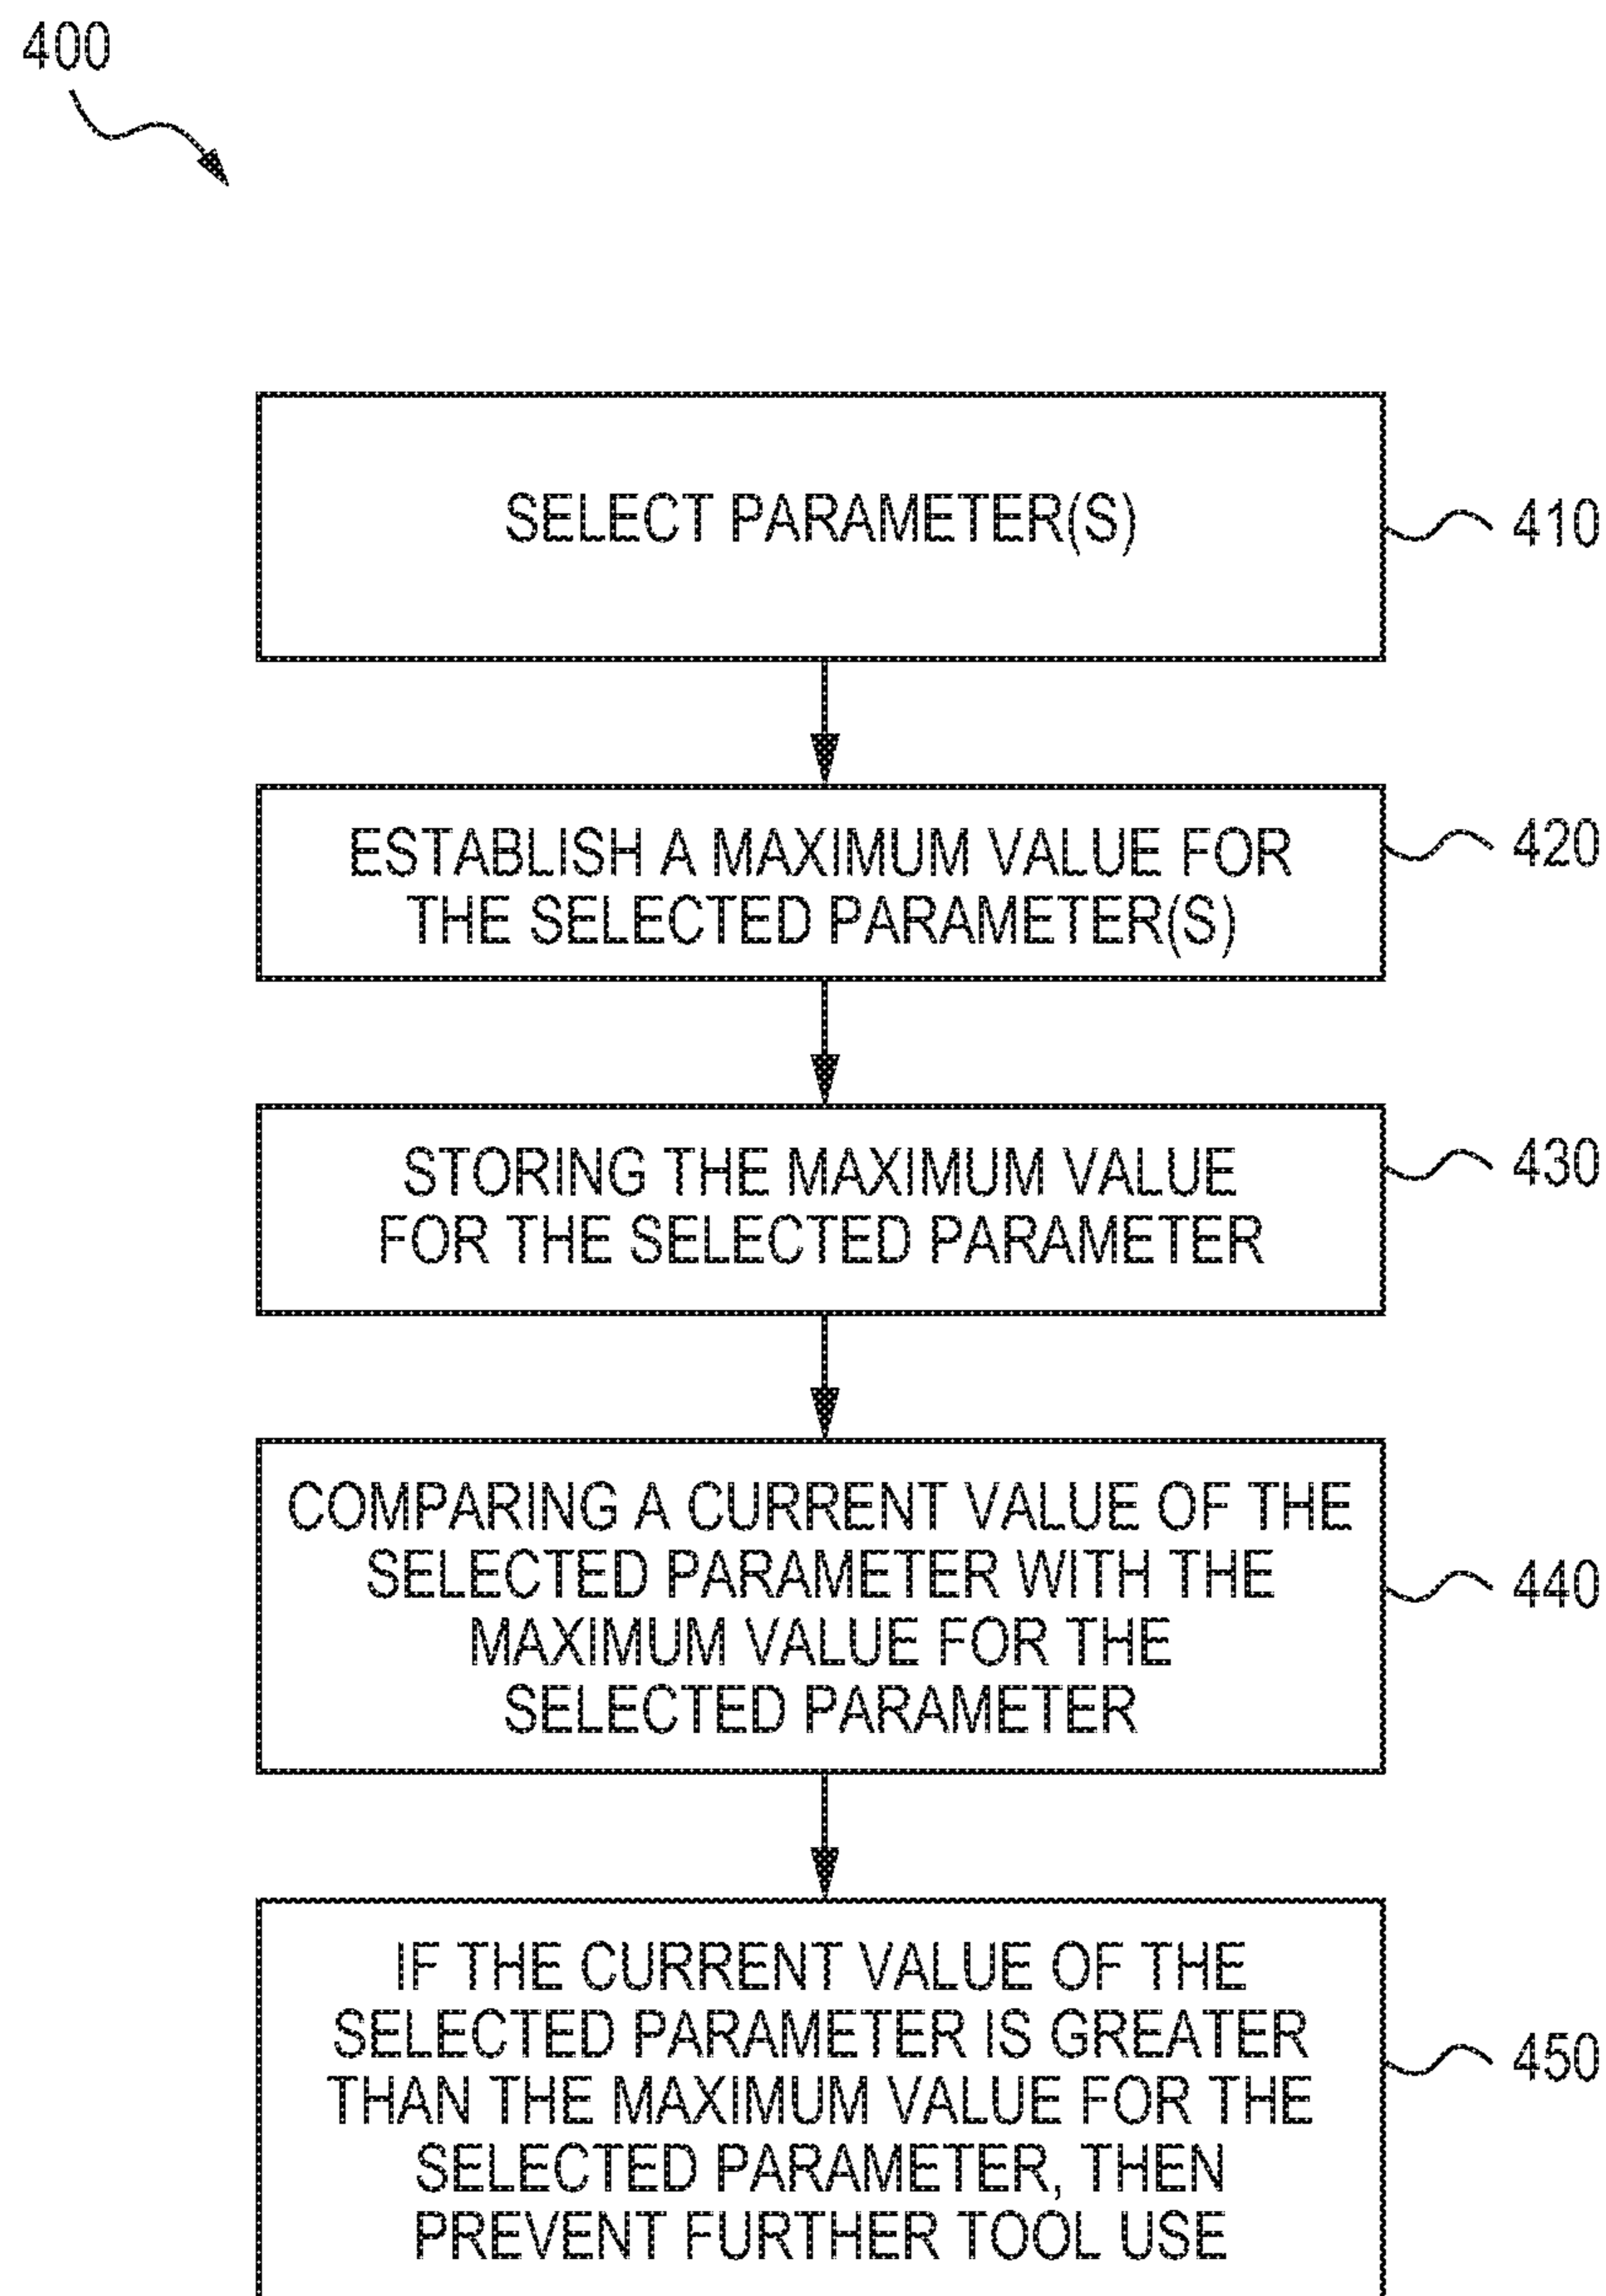 400
SELECT PARAMETER(S)
410
ESTABLISH A MAXIMUM VALUE FOR
THE SELECTED PARAMETER(S)
420
STORING THE MAXIMUM VALUE
FOR THE SELECTED PARAMETER
430
COMPARING A CURRENT VALUE OF THE
SELECTED PARAMETER WITH THE
MAXIMUM VALUE FOR THE
SELECTED PARAMETER
440
IF THE CURRENT VALUE OF THE
SELECTED PARAMETER IS GREATER
THAN THE MAXIMUM VALUE FOR THE
SELECTED PARAMETER, THEN
PREVENT FURTHER TOOL USE
450